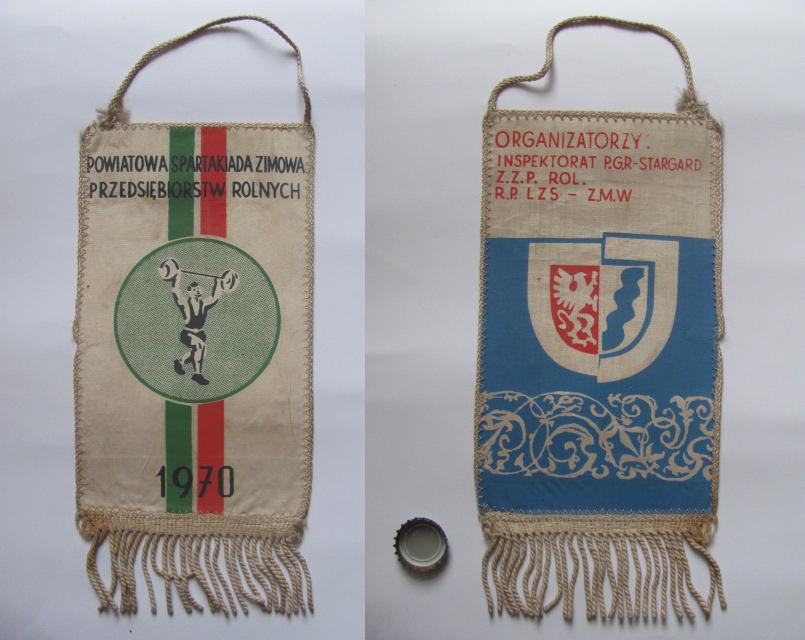 POWIATOWA SPARTAKIADA ZIMOWA
PRZEDSIĘBIORSTW ROLNYCH
1970
ORGANIZATORZY:
INSPEKTORAT P.G.R-STARGARD
Z.Z.P. ROL.
R.P. LZS - Z.M.W